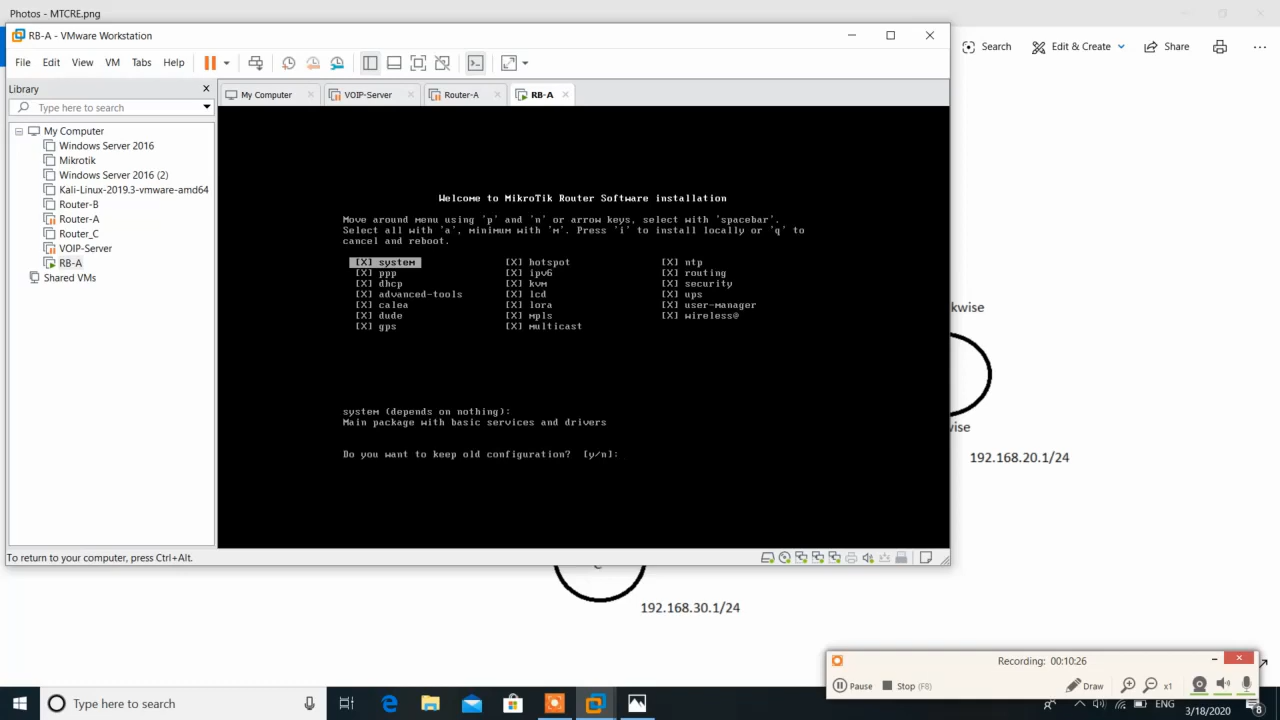 Photos - MTCRE.png
RB-A - VMware Workstation
Search
Edit & Create
Share
File Edit View VM Tabs Help
Library
Type here to search
My Computer
VOIP-Server
Router-A
RB-A
My Computer
Windows Server 2016
Mikrotik
Windows Server 2016 (2)
Kali-Linux-2019.3-vmware-amd64
Router-B
Router-A
Router_C
VOIP-Server
RB-A
Shared VMs
Welcome to MikroTik Router Software installation
Move around menu using 'p' and 'n' or arrow keys, select with 'spacebar'.
Select all with 'a', minimum with 'm'. Press 'i' to install locally or 'q' to
cancel and reboot.
[X] system [X] hotspot [X] ntp
[X] ppp [X] ipv6 [X] routing
[X] dhcp [X] kvm [X] security
[X] advanced-tools [X] lcd [X] ups
[X] calea [X] lora [X] user-manager
[X] dude [X] mpls [X] wireless@
[X] gps [X] multicast
system (depends on nothing):
Main package with basic services and drivers
Do you want to keep old configuration? [y/n]:
To return to your computer, press Ctrl+Alt.
kwise
wise
192.168.20.1/24
192.168.30.1/24
Recording: 00:10:26
Pause
Stop (F8)
Draw
x1
Type here to search
ENG
7:08 PM
3/18/2020
8